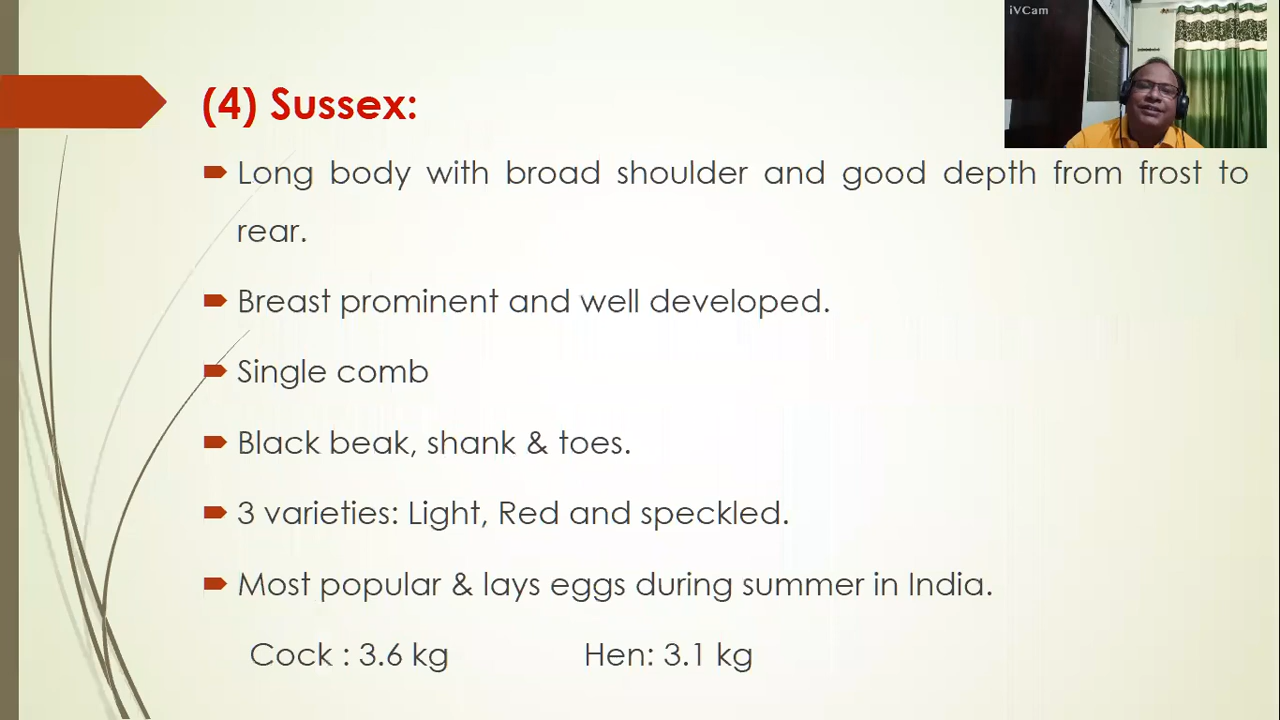 iVCam
(4) Sussex:
Long body with broad shoulder and good depth from frost to
rear.
Breast prominent and well developed.
Single comb
Black beak, shank & toes.
3 varieties: Light, Red and speckled.
Most popular & lays eggs during summer in India.
Cock : 3.6 kg Hen: 3.1 kg